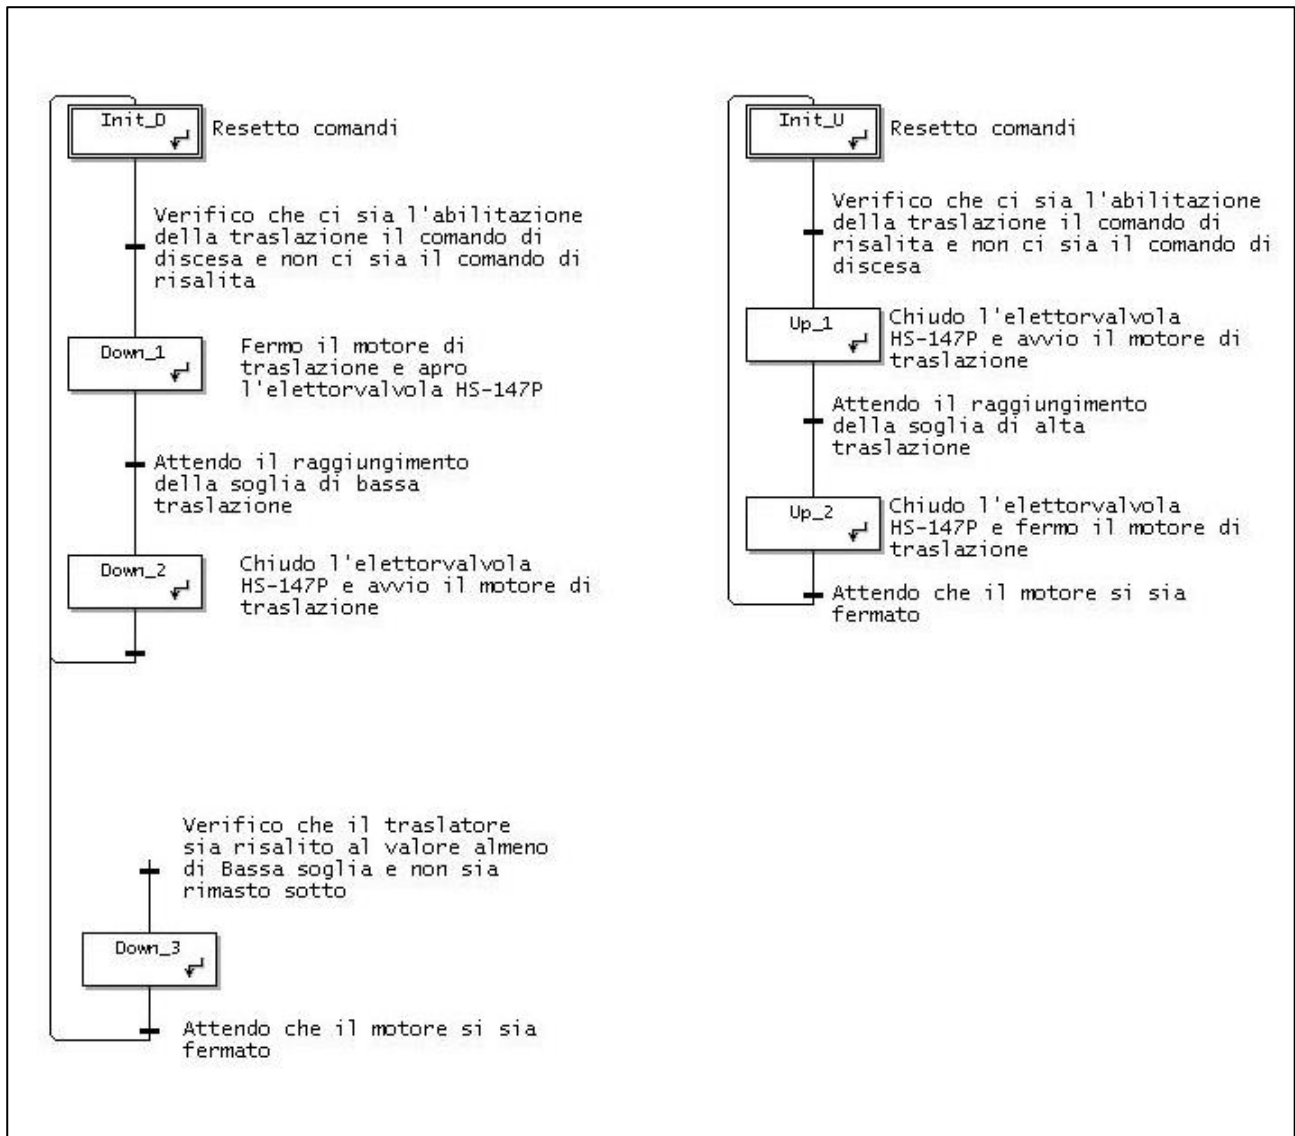 Init_D
Resetto comandi
Verifico che ci sia l'abilitazione
della traslazione il comando di
discesa e non ci sia il comando di
risalita
Down_1
Fermo il motore di
traslazione e apro
l'elettorvalvola HS-147P
Attendo il raggiungimento
della soglia di bassa
traslazione
Down_2
Chiudo l'elettorvalvola
HS-147P e avvio il motore di
traslazione
Verifico che il traslatore
sia risalito al valore almeno
di Bassa soglia e non sia
rimasto sotto
Down_3
Attendo che il motore si sia
fermato
Init_U
Resetto comandi
Verifico che ci sia l'abilitazione
della traslazione il comando di
risalita e non ci sia il comando di
discesa
Up_1
Chiudo l'elettorvalvola
HS-147P e avvio il motore di
traslazione
Attendo il raggiungimento
della soglia di alta
traslazione
Up_2
Chiudo l'elettorvalvola
HS-147P e fermo il motore di
traslazione
Attendo che il motore si sia
fermato